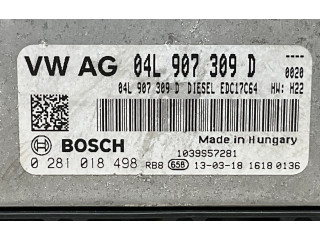 VW AG 04L 907 309 D
0020
04L 907 309 D DIESEL EDC17C64 HW: H22
BOSCH
Made in Hungary
1039S57281
0 281 018 498 RB8 658 13-03-18 1618 0136